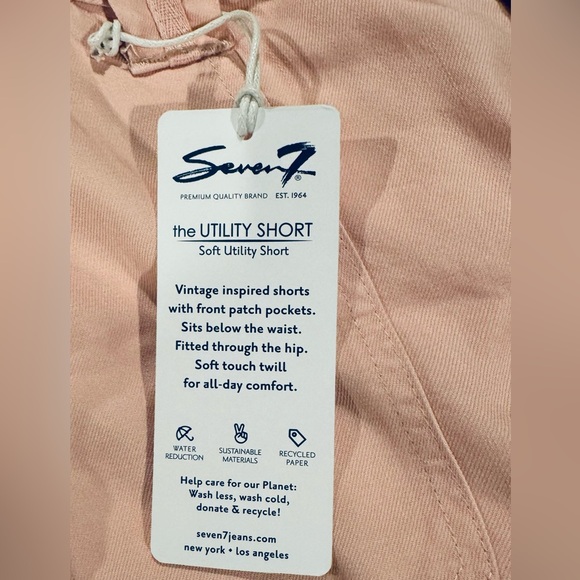 Seven7®
PREMIUM QUALITY BRAND EST. 1964
the UTILITY SHORT
Soft Utility Short
Vintage inspired shorts
with front patch pockets.
Sits below the waist.
Fitted through the hip.
Soft touch twill
for all-day comfort.
WATER
REDUCTION
SUSTAINABLE
MATERIALS
RECYCLED
PAPER
Help care for our Planet:
Wash less, wash cold,
donate & recycle!
seven7jeans.com
new york • los angeles